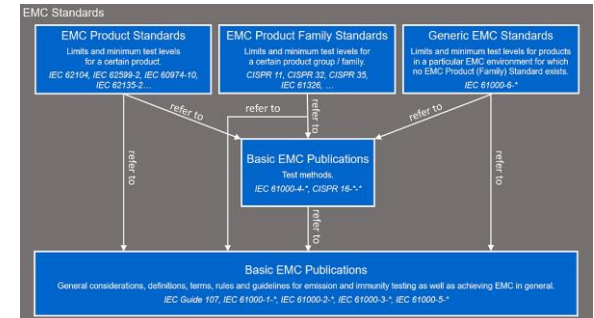 EMC Standards
EMC Product Standards
Limits and minimum test levels
for a certain product.
IEC 62104, IEC 62599-2, IEC 60974-10,
IEC 62135-2…
EMC Product Family Standards
Limits and minimum test levels for
a certain product group / family.
CISPR 11, CISPR 32, CISPR 35,
IEC 61326, …
Generic EMC Standards
Limits and minimum test levels for products
in a particular EMC environment for which
no EMC Product (Family) Standard exists.
IEC 61000-6-*
refer to
refer to
refer to
refer to
refer to
refer to
Basic EMC Publications
Test methods.
IEC 61000-4-*, CISPR 16-*-*
refer to
Basic EMC Publications
General considerations, definitions, terms, rules and guidelines for emission and immunity testing as well as achieving EMC in general.
IEC Guide 107, IEC 61000-1-*, IEC 61000-2-*, IEC 61000-3-*, IEC 61000-5-*